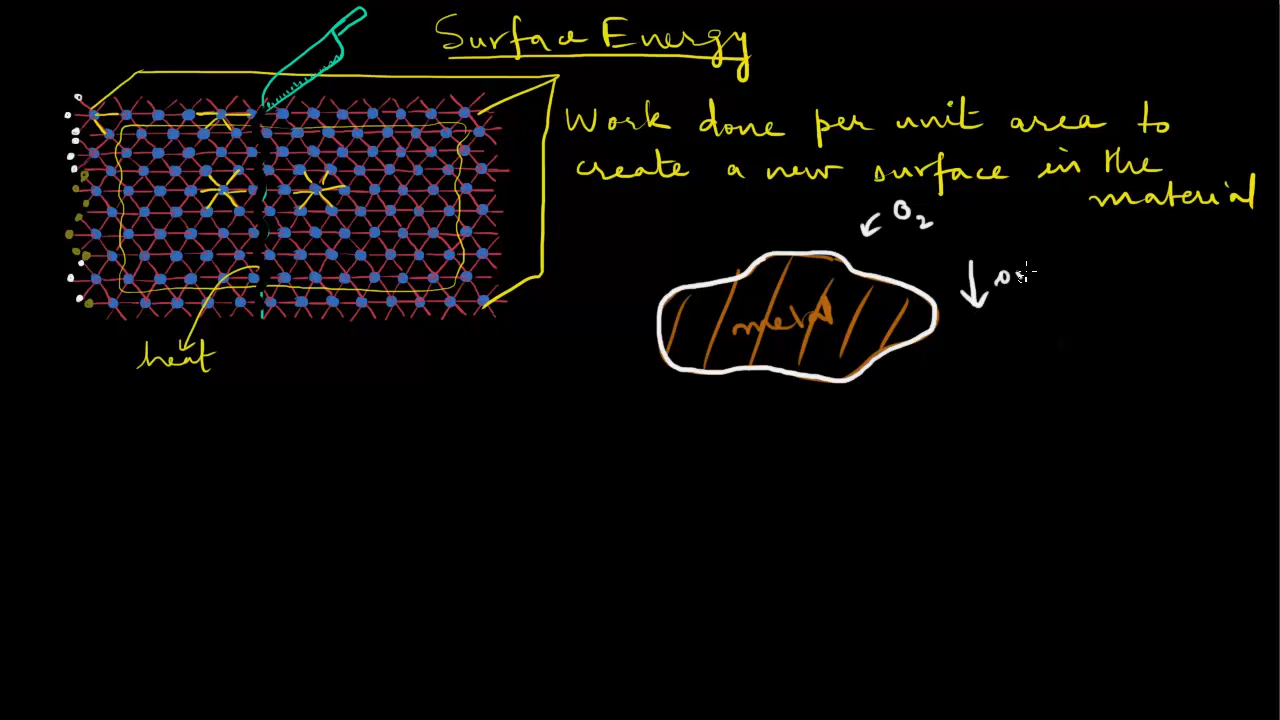 Surface Energy
Work done per unit area to
create a new surface in the
material
O2
metal
heat